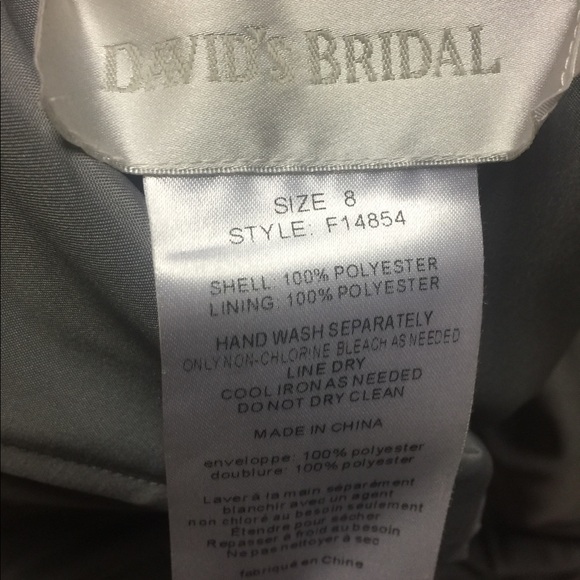 DAVID'S BRIDAL
SIZE 8
STYLE: F14854
SHELL: 100% POLYESTER
LINING: 100% POLYESTER
HAND WASH SEPARATELY
ONLY NON-CHLORINE BLEACH AS NEEDED
LINE DRY
COOL IRON AS NEEDED
DO NOT DRY CLEAN
MADE IN CHINA
enveloppe: 100% polyester
doublure: 100% polyester
Laver à la main séparément
blanchir avec un agent
non chloré au besoin seulement
Étendre pour sécher
Repasser à froid au besoin
Ne pas nettoyer à sec
fabriqué en Chine